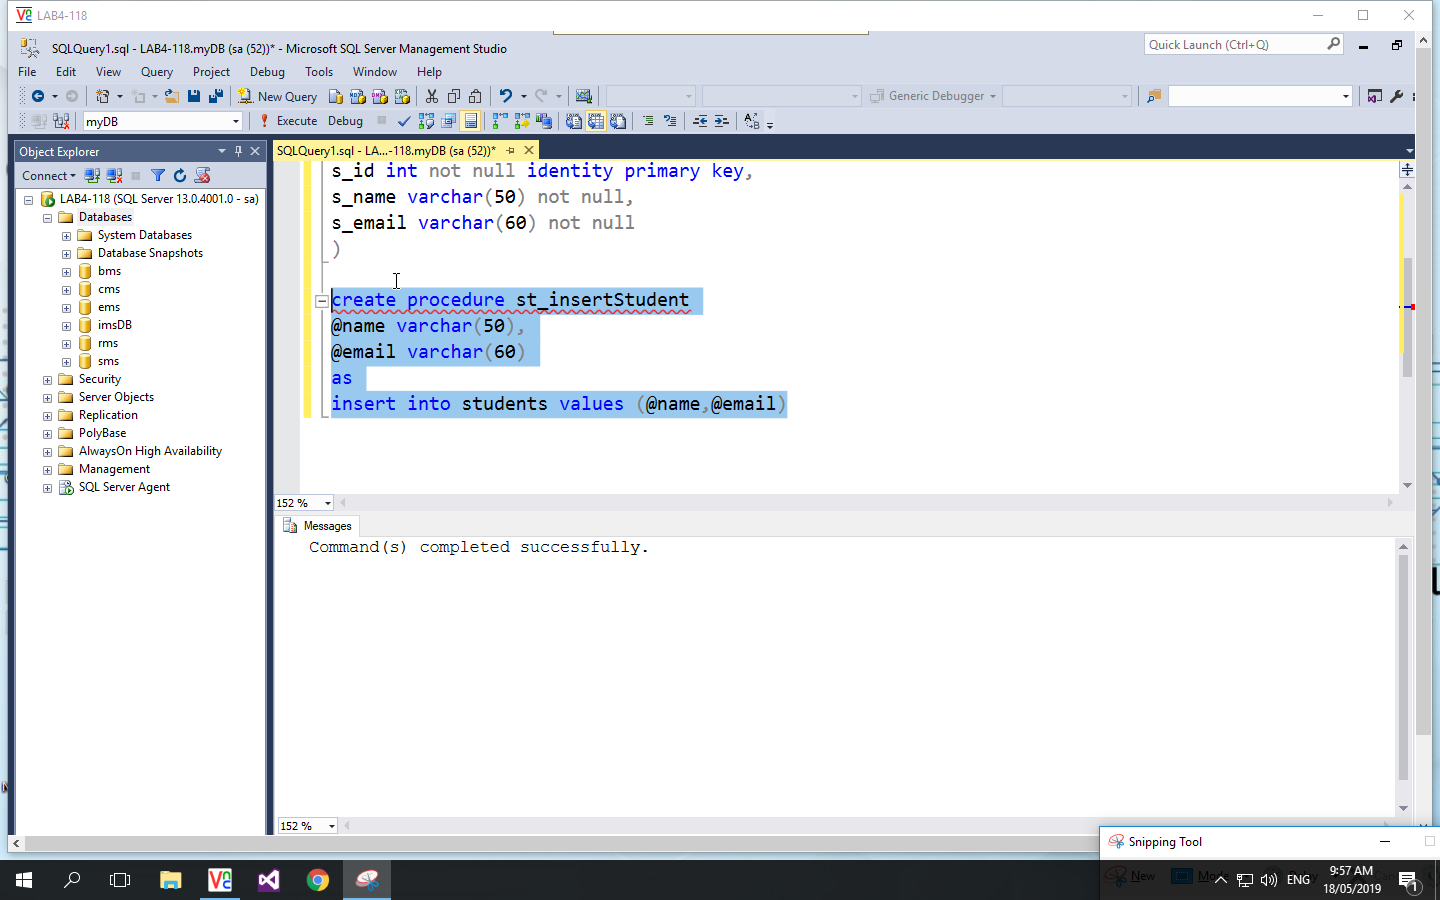 LAB4-118
SQLQuery1.sql - LAB4-118.myDB (sa (52))* - Microsoft SQL Server Management Studio
Quick Launch (Ctrl+Q)
File Edit View Query Project Debug Tools Window Help
New Query
Generic Debugger
myDB
Execute Debug
Object Explorer
Connect
LAB4-118 (SQL Server 13.0.4001.0 - sa)
Databases
System Databases
Database Snapshots
bms
cms
ems
imsDB
rms
sms
Security
Server Objects
Replication
PolyBase
AlwaysOn High Availability
Management
SQL Server Agent
SQLQuery1.sql - LA...-118.myDB (sa (52))*
s_id int not null identity primary key,
s_name varchar(50) not null,
s_email varchar(60) not null
)
create procedure st_insertStudent
@name varchar(50),
@email varchar(60)
as
insert into students values (@name,@email)
152 %
Messages
Command(s) completed successfully.
152 %
Snipping Tool
New Mode
ENG
9:57 AM
18/05/2019
1